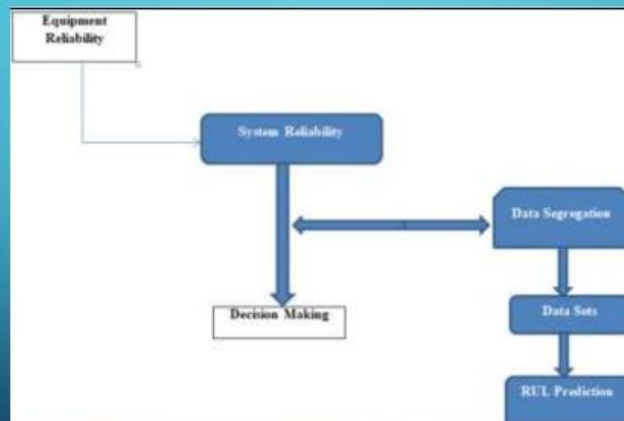 Equipment
Reliability
System Reliability
Data Segregation
Decision Making
Data Sets
RUL Prediction